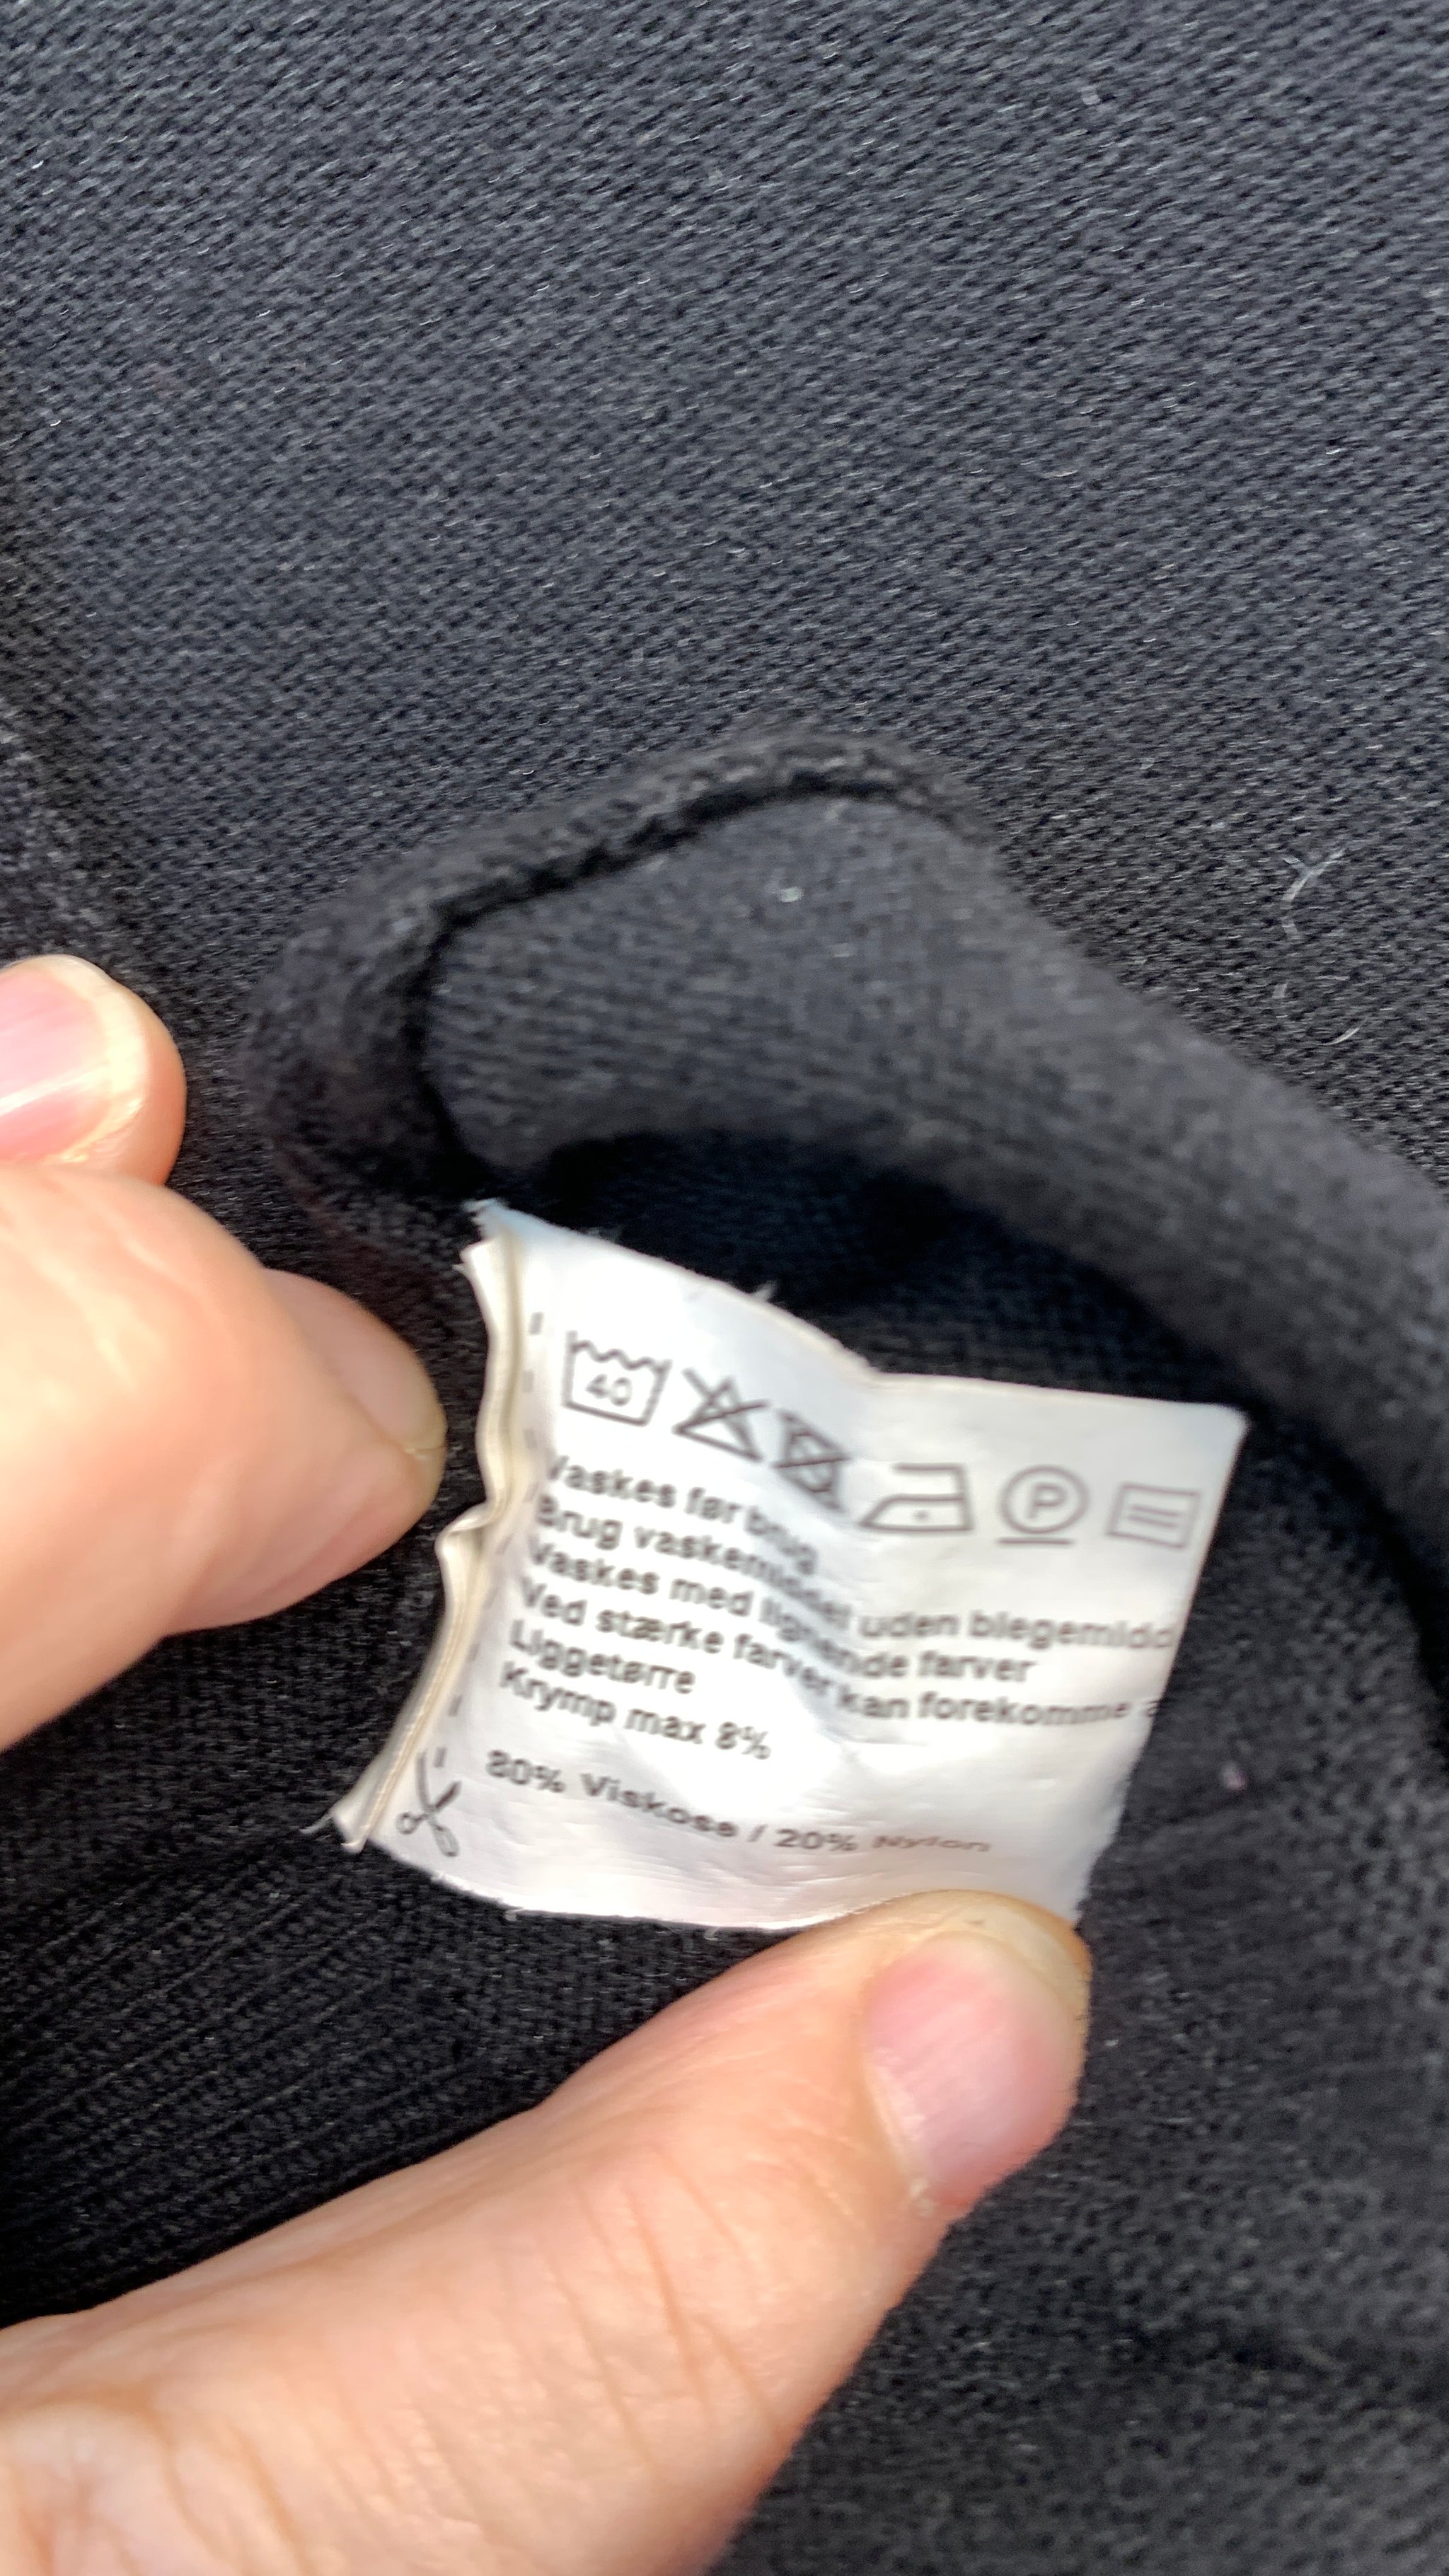 40
P
Vaskes før brug
Brug vaskemiddel uden blegemidd
Vaskes med lignende farver
Ved stærke farver kan forekomme
Liggetørre
Krymp max 8%
80% Viskose / 20% Nylon